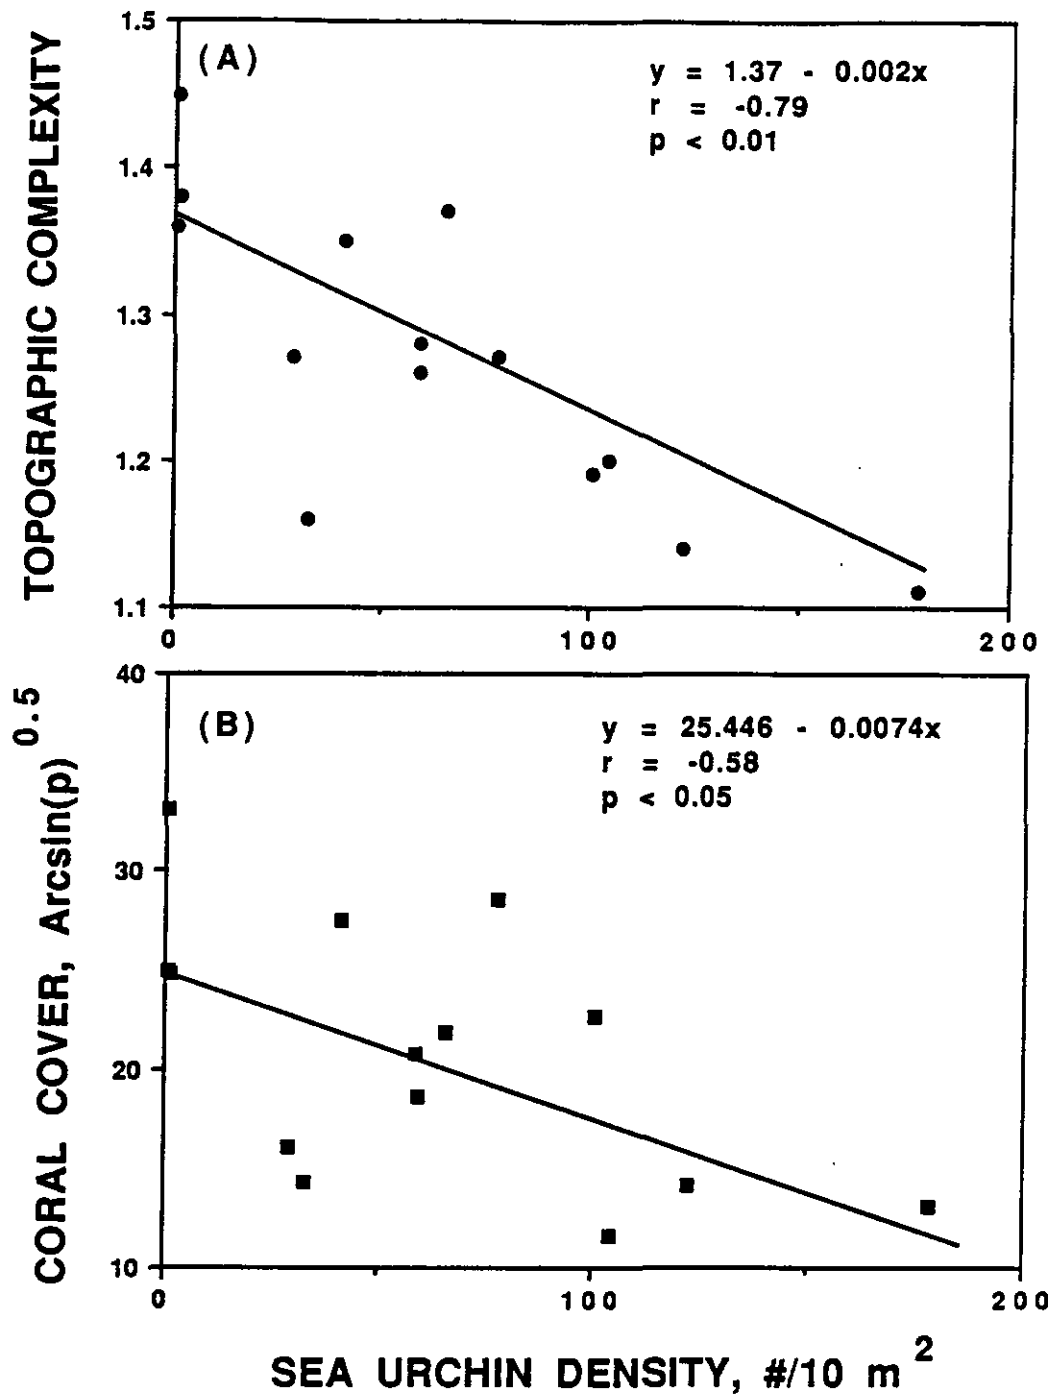 TOPOGRAPHIC COMPLEXITY
1.5
1.4
1.3
1.2
1.1
(A)
y = 1.37 - 0.002x
r = -0.79
p < 0.01
0
100
200
CORAL COVER, Arcsin(p)^0.5
40
30
20
10
(B)
y = 25.446 - 0.0074x
r = -0.58
p < 0.05
0
100
200
SEA URCHIN DENSITY, #/10 m²